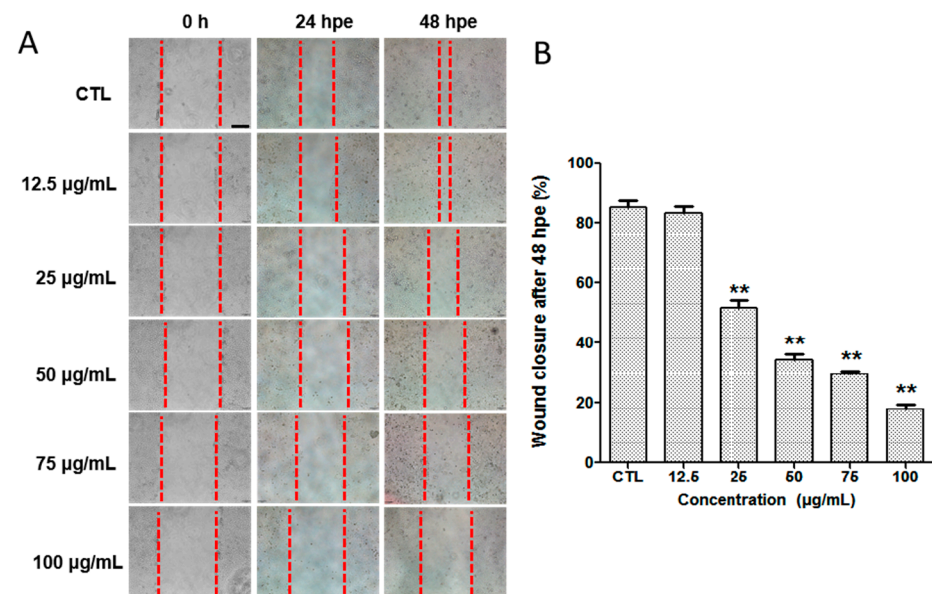 A
0 h 24 hpe 48 hpe
CTL
12.5 µg/mL
25 µg/mL
50 µg/mL
75 µg/mL
100 µg/mL
B
Wound closure after 48 hpe (%)
100
80
60
40
20
0
**
**
**
**
CTL 12.5 25 50 75 100
Concentration (µg/mL)